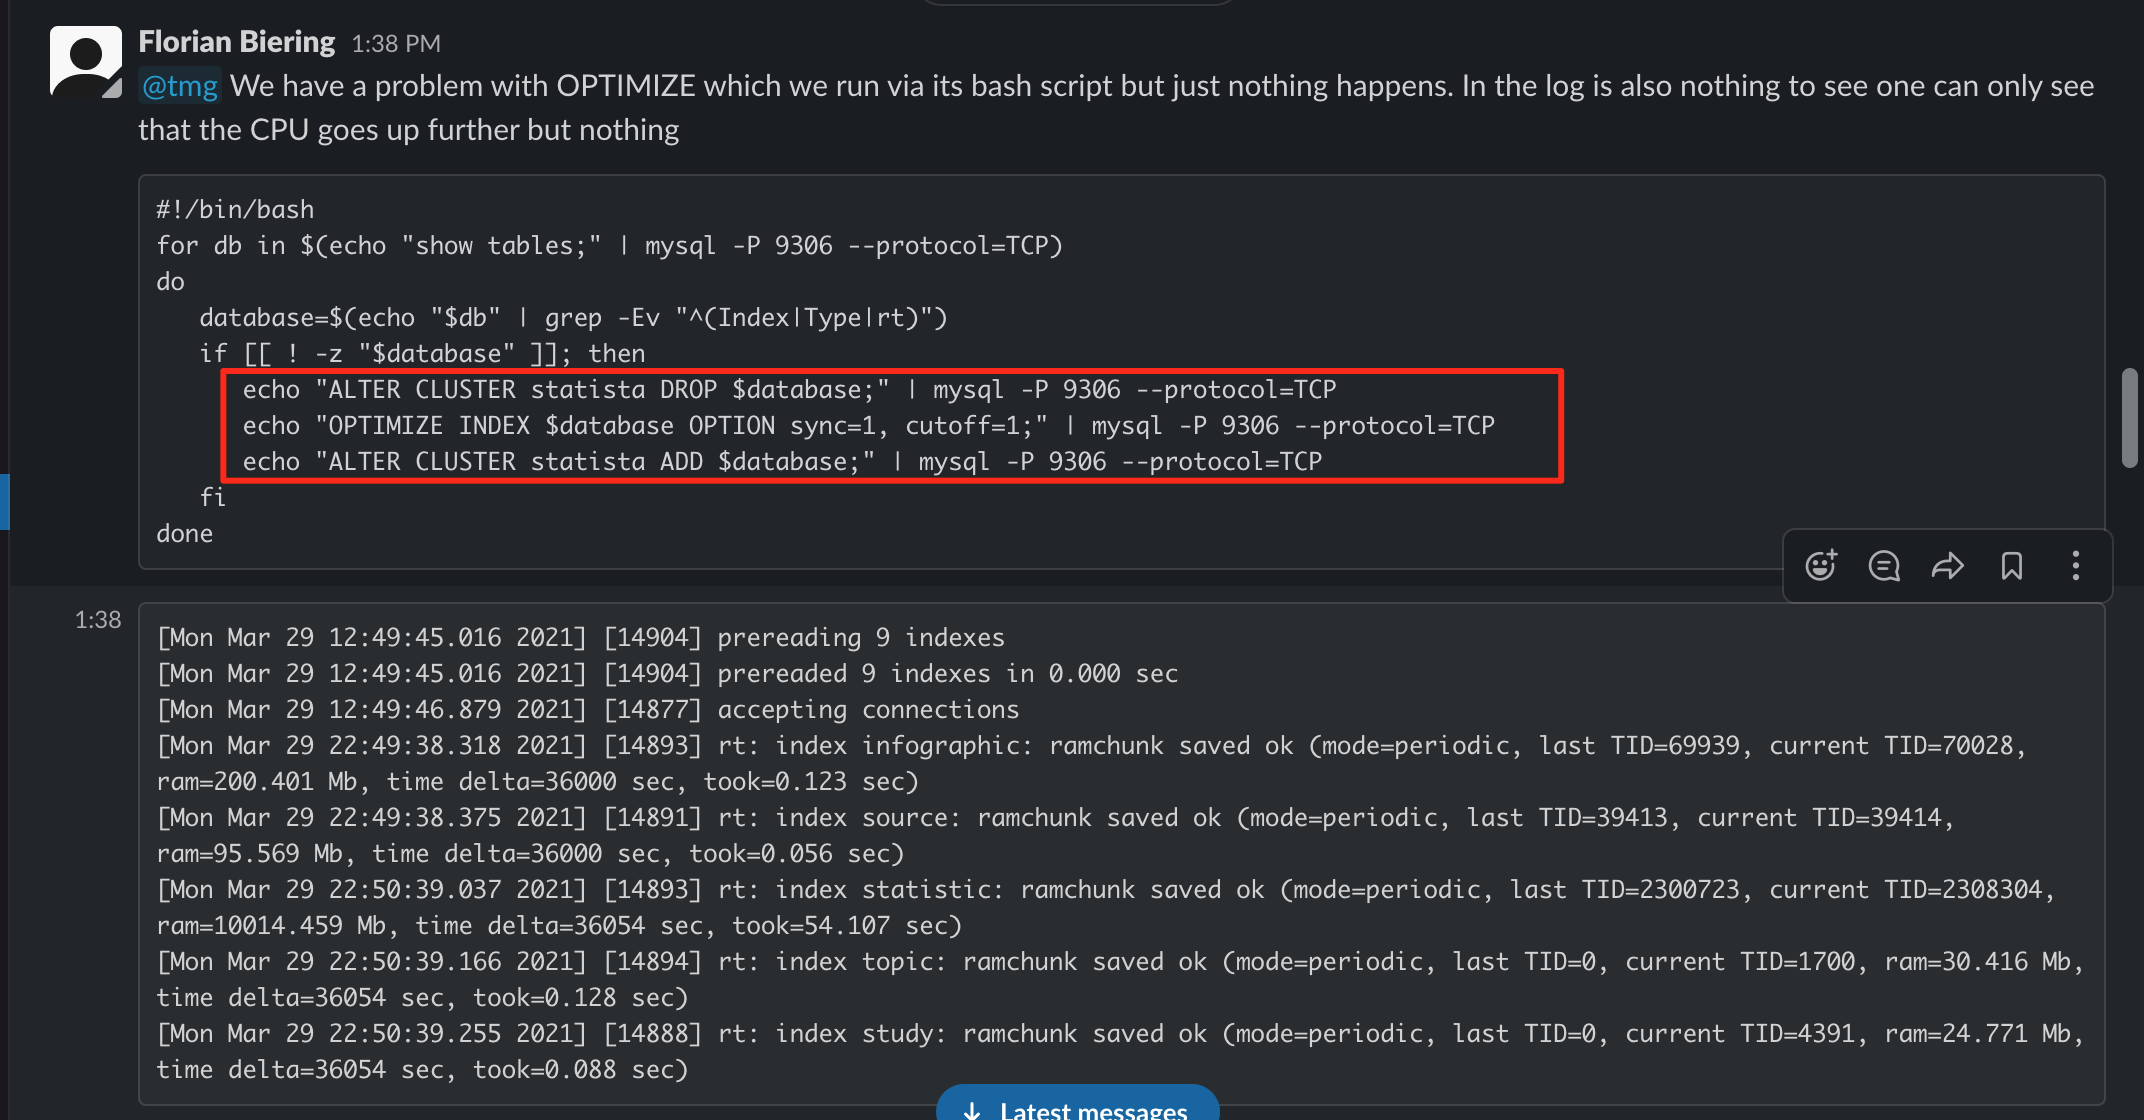 Florian Biering 1:38 PM
@tmg We have a problem with OPTIMIZE which we run via its bash script but just nothing happens. In the log is also nothing to see one can only see
that the CPU goes up further but nothing
#!/bin/bash
for db in $(echo "show tables;" | mysql -P 9306 --protocol=TCP)
do
   database=$(echo "$db" | grep -Ev "^(Index|Type|rt)")
   if [[ ! -z "$database" ]]; then
      echo "ALTER CLUSTER statista DROP $database;" | mysql -P 9306 --protocol=TCP
      echo "OPTIMIZE INDEX $database OPTION sync=1, cutoff=1;" | mysql -P 9306 --protocol=TCP
      echo "ALTER CLUSTER statista ADD $database;" | mysql -P 9306 --protocol=TCP
   fi
done
1:38
[Mon Mar 29 12:49:45.016 2021] [14904] prereading 9 indexes
[Mon Mar 29 12:49:45.016 2021] [14904] prereaded 9 indexes in 0.000 sec
[Mon Mar 29 12:49:46.879 2021] [14877] accepting connections
[Mon Mar 29 22:49:38.318 2021] [14893] rt: index infographic: ramchunk saved ok (mode=periodic, last TID=69939, current TID=70028,
ram=200.401 Mb, time delta=36000 sec, took=0.123 sec)
[Mon Mar 29 22:49:38.375 2021] [14891] rt: index source: ramchunk saved ok (mode=periodic, last TID=39413, current TID=39414,
ram=95.569 Mb, time delta=36000 sec, took=0.056 sec)
[Mon Mar 29 22:50:39.037 2021] [14893] rt: index statistic: ramchunk saved ok (mode=periodic, last TID=2300723, current TID=2308304,
ram=10014.459 Mb, time delta=36054 sec, took=54.107 sec)
[Mon Mar 29 22:50:39.166 2021] [14894] rt: index topic: ramchunk saved ok (mode=periodic, last TID=0, current TID=1700, ram=30.416 Mb,
time delta=36054 sec, took=0.128 sec)
[Mon Mar 29 22:50:39.255 2021] [14888] rt: index study: ramchunk saved ok (mode=periodic, last TID=0, current TID=4391, ram=24.771 Mb,
time delta=36054 sec, took=0.088 sec)
Latest messages